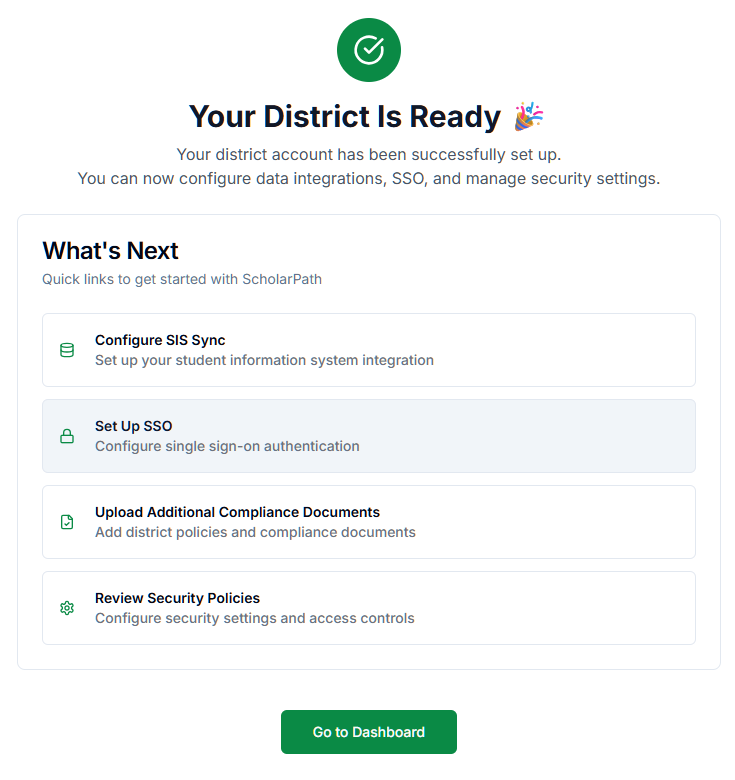 Your District Is Ready 🎉
Your district account has been successfully set up.
You can now configure data integrations, SSO, and manage security settings.
What's Next
Quick links to get started with ScholarPath
Configure SIS Sync
Set up your student information system integration
Set Up SSO
Configure single sign-on authentication
Upload Additional Compliance Documents
Add district policies and compliance documents
Review Security Policies
Configure security settings and access controls
Go to Dashboard